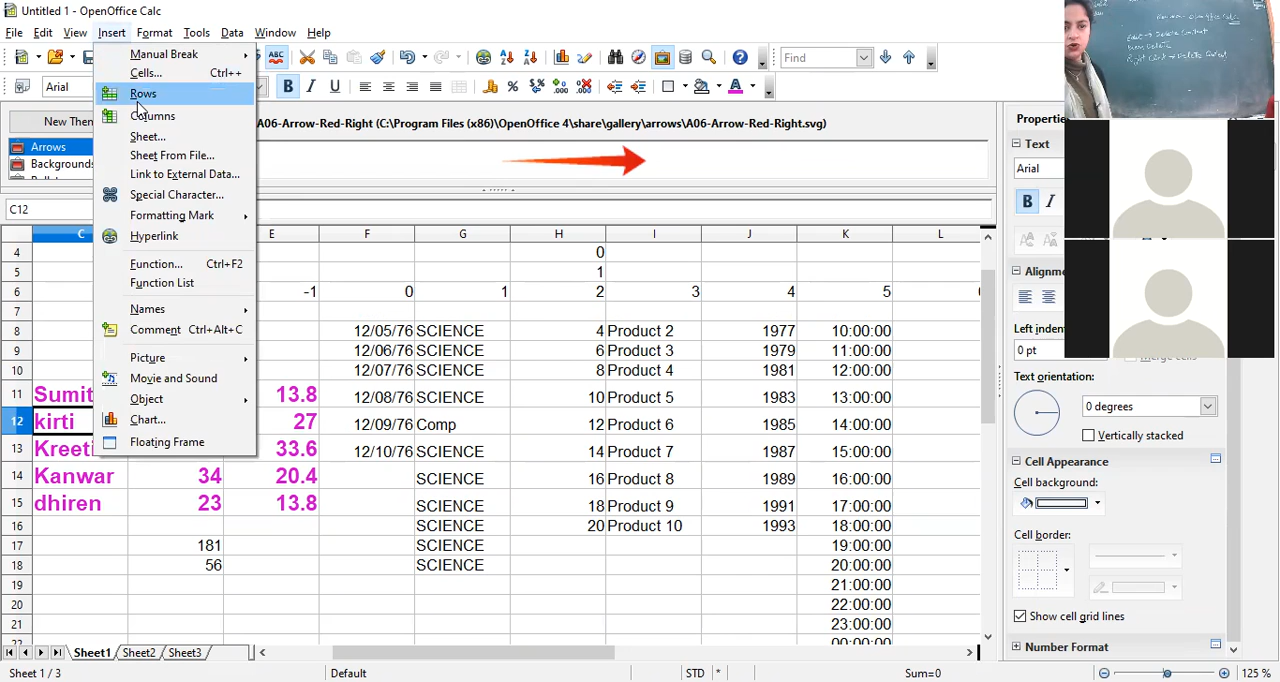 Untitled 1 - OpenOffice Calc
File Edit View Insert Format Tools Data Window Help
ABC Find
Arial B I U
New Them A06-Arrow-Red-Right (C:\Program Files (x86)\OpenOffice 4\share\gallery\arrows\A06-Arrow-Red-Right.svg)
Arrows
Backgrounds
C12
Manual Break
Cells... Ctrl++
Rows
Columns
Sheet...
Sheet From File...
Link to External Data...
Special Character...
Formatting Mark
Hyperlink
Function... Ctrl+F2
Function List
Names
Comment Ctrl+Alt+C
Picture
Movie and Sound
Object
Chart...
Floating Frame
C E F G H I J K L
4 0
5 1
6 -1 0 1 2 3 4 5
7
8 12/05/76 SCIENCE 4 Product 2 1977 10:00:00
9 12/06/76 SCIENCE 6 Product 3 1979 11:00:00
10 12/07/76 SCIENCE 8 Product 4 1981 12:00:00
11 Sumit 13.8 12/08/76 SCIENCE 10 Product 5 1983 13:00:00
12 kirti 27 12/09/76 Comp 12 Product 6 1985 14:00:00
13 Kreeti 33.6 12/10/76 SCIENCE 14 Product 7 1987 15:00:00
14 Kanwar 34 20.4 SCIENCE 16 Product 8 1989 16:00:00
15 dhiren 23 13.8 SCIENCE 18 Product 9 1991 17:00:00
16 SCIENCE 20 Product 10 1993 18:00:00
17 181 SCIENCE 19:00:00
18 56 SCIENCE 20:00:00
19 21:00:00
20 22:00:00
21 23:00:00
Sheet1 Sheet2 Sheet3
Sheet 1 / 3 Default STD * Sum=0 125 %
Properties
Text
Arial
B I
Alignm
Left inden
0 pt
Merge cells
Text orientation:
0 degrees
Vertically stacked
Cell Appearance
Cell background:
Cell border:
Show cell grid lines
Number Format